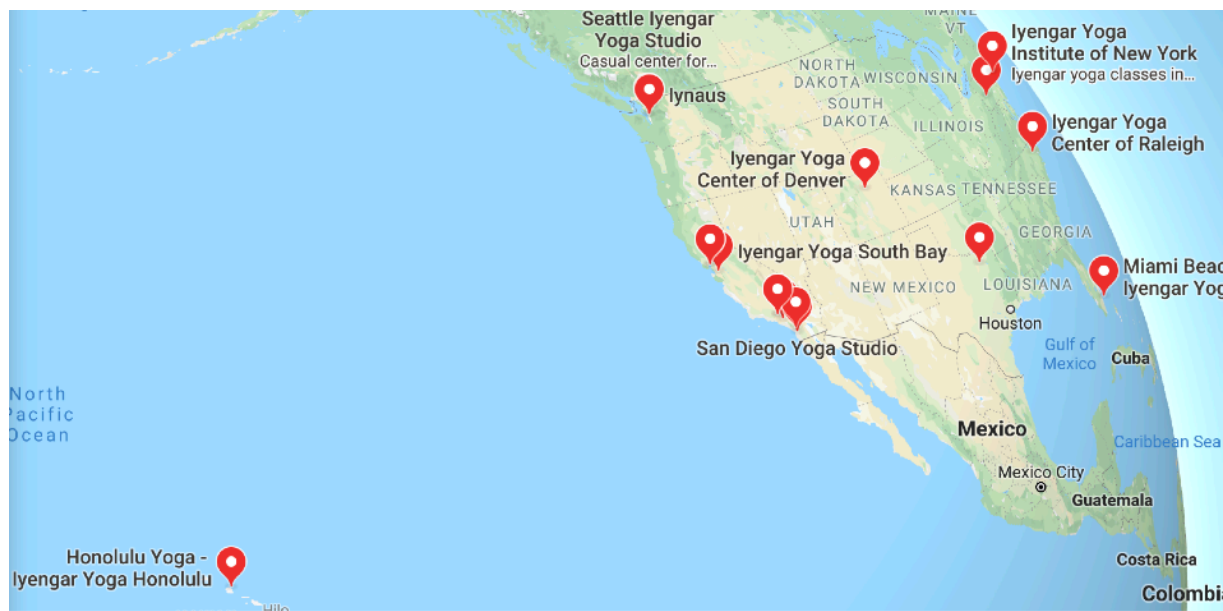 Seattle Iyengar
Yoga Studio
Casual center for...
Iynaus
MAINE
VT
Iyengar Yoga
Institute of New York
Iyengar yoga classes in...
NORTH
DAKOTA
WISCONSIN
SOUTH
DAKOTA
ILLINOIS
Iyengar Yoga
Center of Raleigh
Iyengar Yoga
Center of Denver
KANSAS
TENNESSEE
UTAH
GEORGIA
Iyengar Yoga South Bay
NEW MEXICO
LOUISIANA
Miami Beac
Iyengar Yog
Houston
San Diego Yoga Studio
Gulf of
Mexico
Cuba
North
Pacific
Ocean
Mexico
Caribbean Sea
Mexico City
Guatemala
Honolulu Yoga -
Iyengar Yoga Honolulu
Hilo
Costa Rica
Colombi